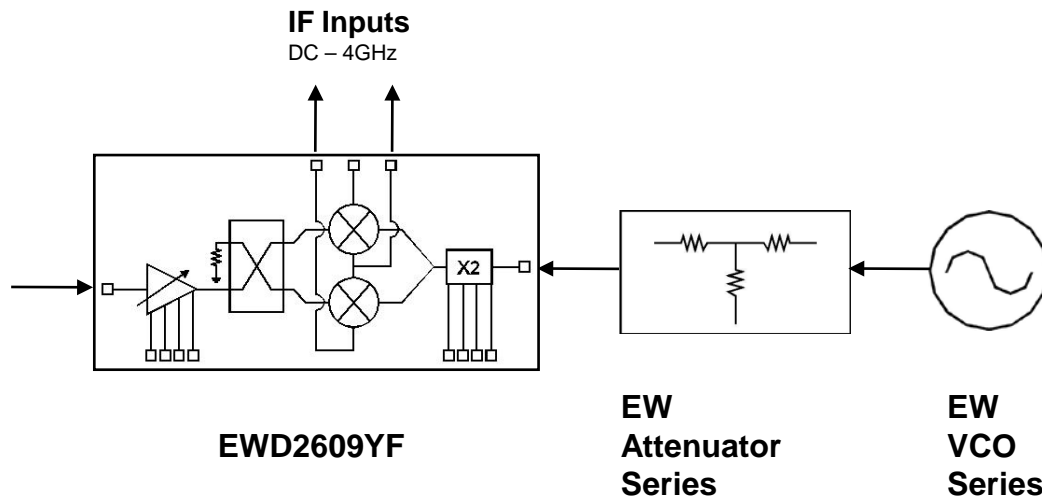 IF Inputs
DC – 4GHz
X2
EWD2609YF
EW
Attenuator
Series
EW
VCO
Series